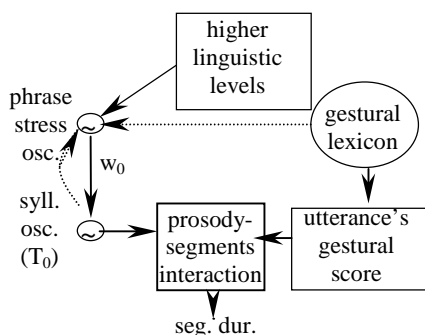 higher
linguistic
levels
phrase
stress
osc.
~
gestural
lexicon
w0
syll.
osc.
(T0)
~
prosody-
segments
interaction
utterance's
gestural
score
seg. dur.